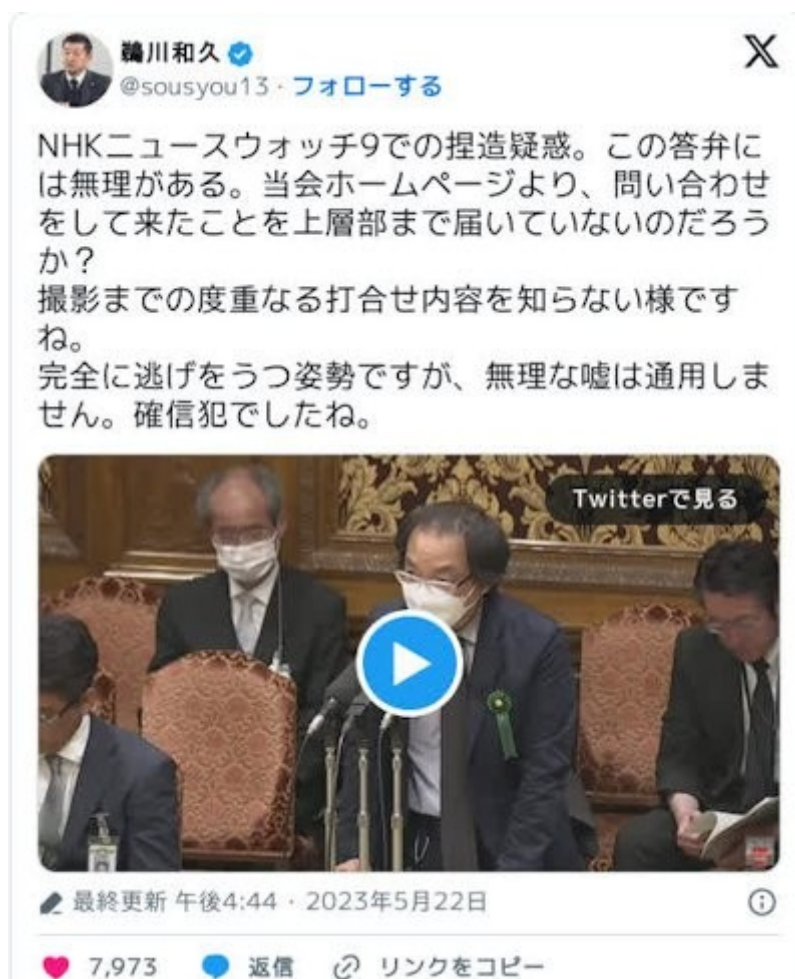 鵜川和久
@sousyou13・フォローする
NHKニュースウォッチ9での捏造疑惑。この答弁に
は無理がある。当会ホームページより、問い合わせ
をして来たことを上層部まで届いていないのだろう
か？
撮影までの度重なる打合せ内容を知らない様です
ね。
完全に逃げをうつ姿勢ですが、無理な嘘は通用しま
せん。確信犯でしたね。
Twitterで見る
最終更新 午後4:44・2023年5月22日
7,973 返信 リンクをコピー